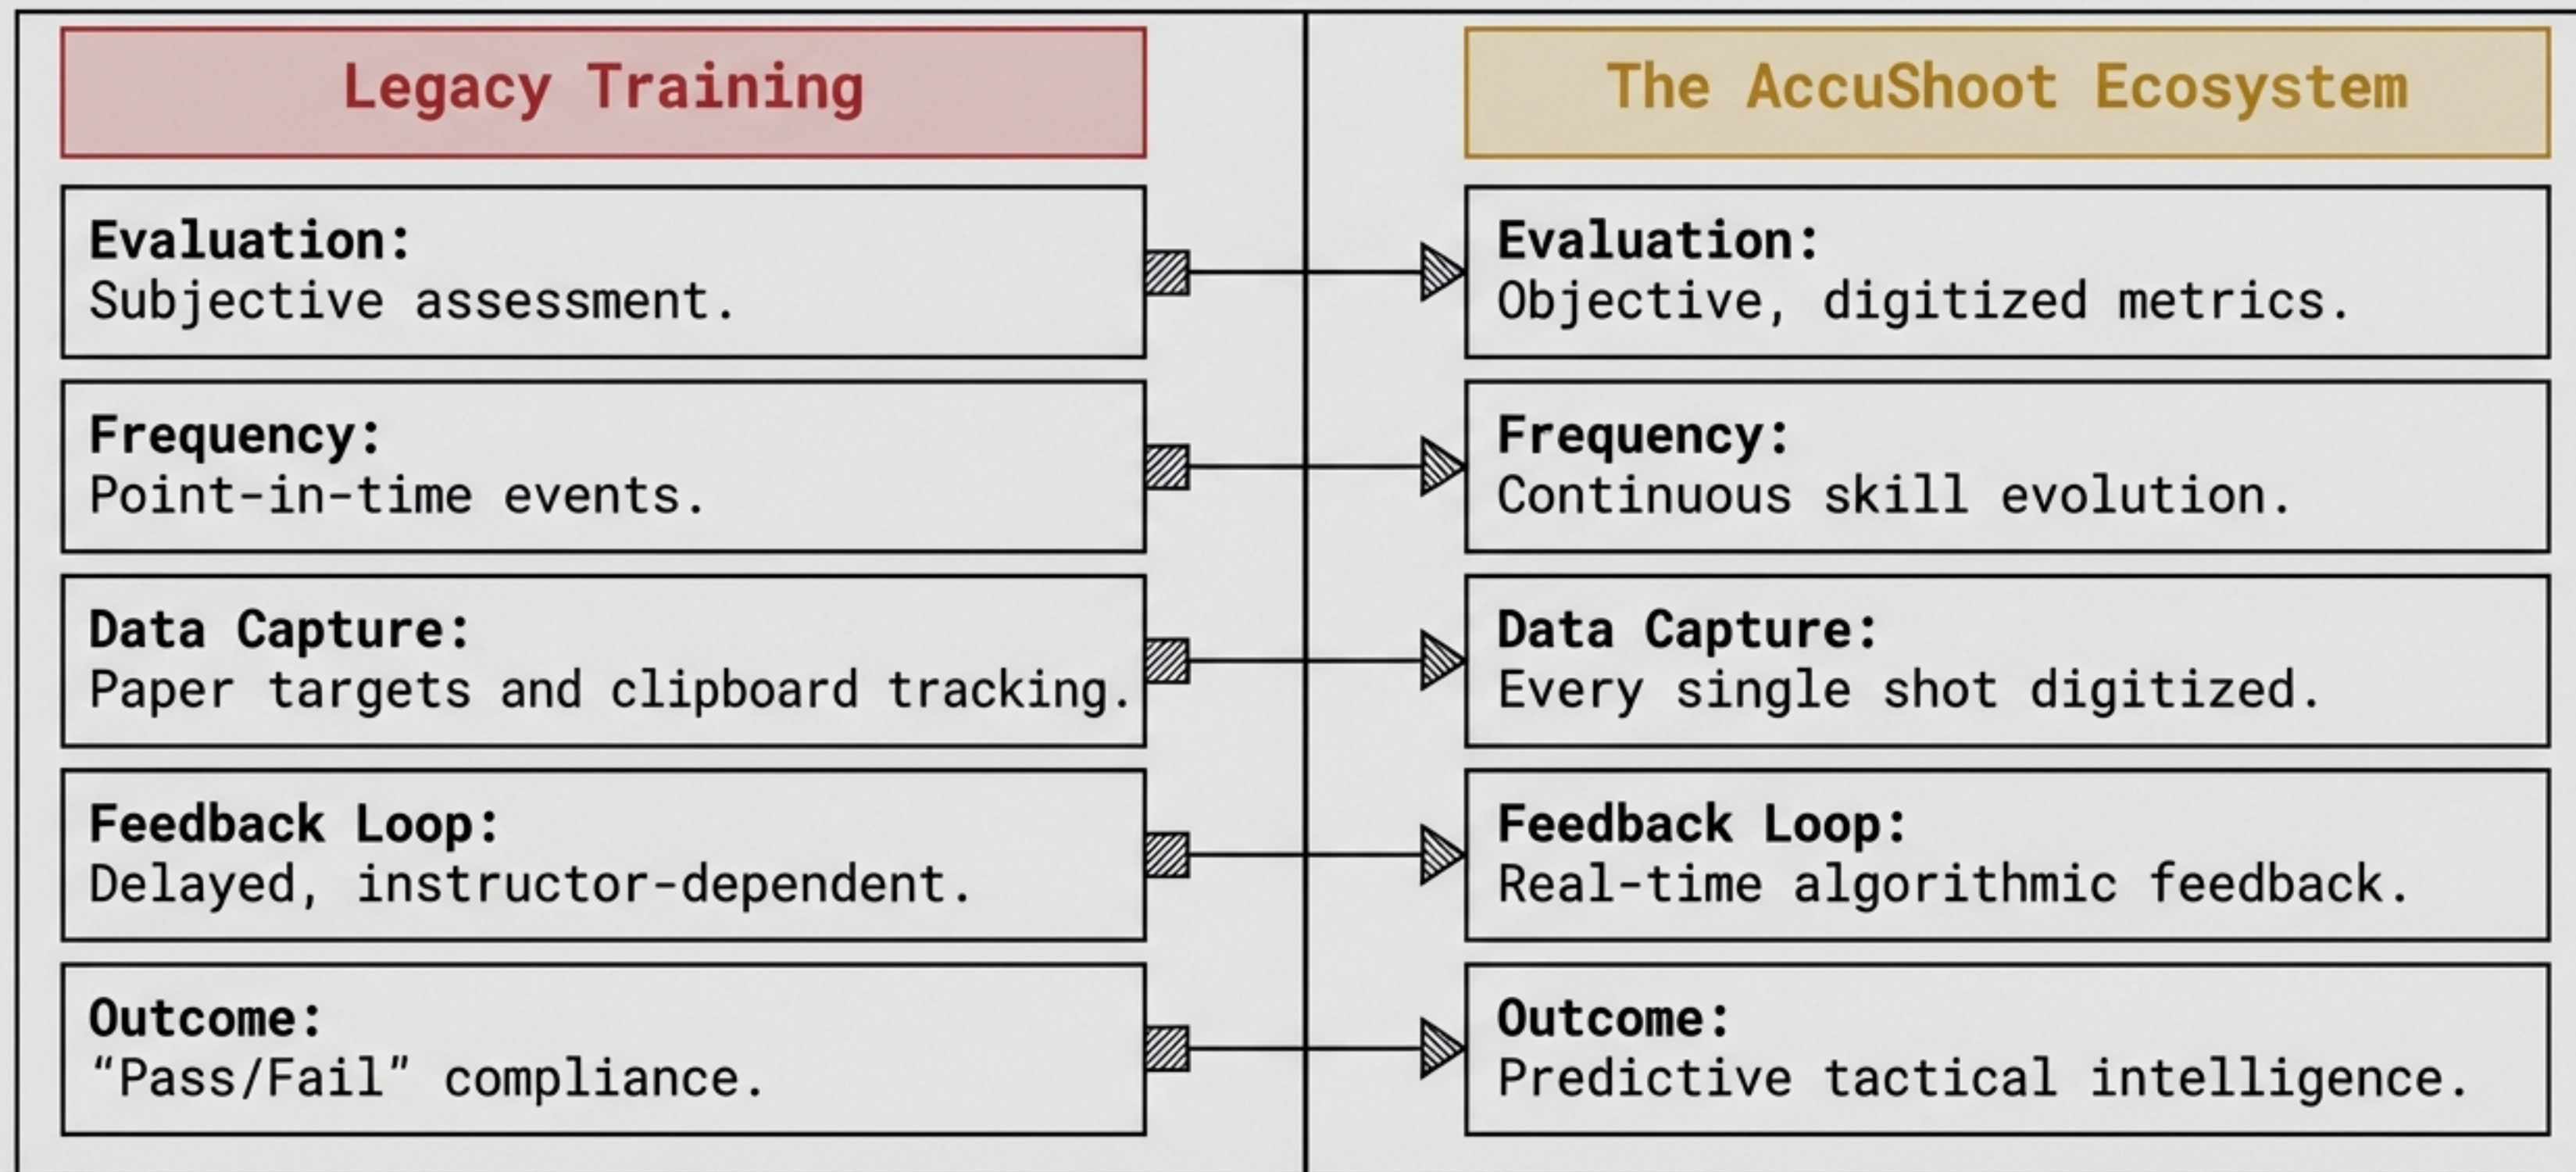 Legacy Training
The AccuShoot Ecosystem
Evaluation:
Subjective assessment.
Evaluation:
Objective, digitized metrics.
Frequency:
Point-in-time events.
Frequency:
Continuous skill evolution.
Data Capture:
Paper targets and clipboard tracking.
Data Capture:
Every single shot digitized.
Feedback Loop:
Delayed, instructor-dependent.
Feedback Loop:
Real-time algorithmic feedback.
Outcome:
“Pass/Fail” compliance.
Outcome:
Predictive tactical intelligence.